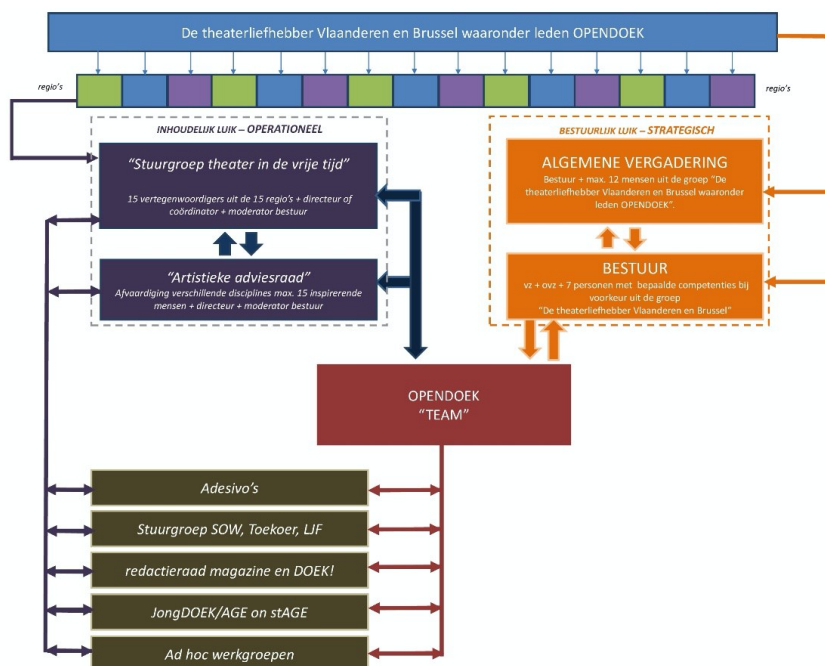 De theaterliefhebber Vlaanderen en Brussel waaronder leden OPENDOEK
regio's
regio's
INHOUDELIJK LUIK – OPERATIONEEL
"Stuurgroep theater in de vrije tijd"
15 vertegenwoordigers uit de 15 regio's + directeur of
coördinator + moderator bestuur
"Artistieke adviesraad"
Afvaardiging verschillende disciplines max. 15 inspirerende
mensen + directeur + moderator bestuur
BESTUURLIJK LUIK – STRATEGISCH
ALGEMENE VERGADERING
Bestuur + max. 12 mensen uit de groep "De
theaterliefhebber Vlaanderen en Brussel waaronder
leden OPENDOEK".
BESTUUR
vz + ovz + 7 personen met bepaalde competenties bij
voorkeur uit de groep
"De theaterliefhebber Vlaanderen en Brussel"
OPENDOEK
"TEAM"
Adesivo's
Stuurgroep SOW, Toekoer, LJF
redactieraad magazine en DOEK!
JongDOEK/AGE on stAGE
Ad hoc werkgroepen